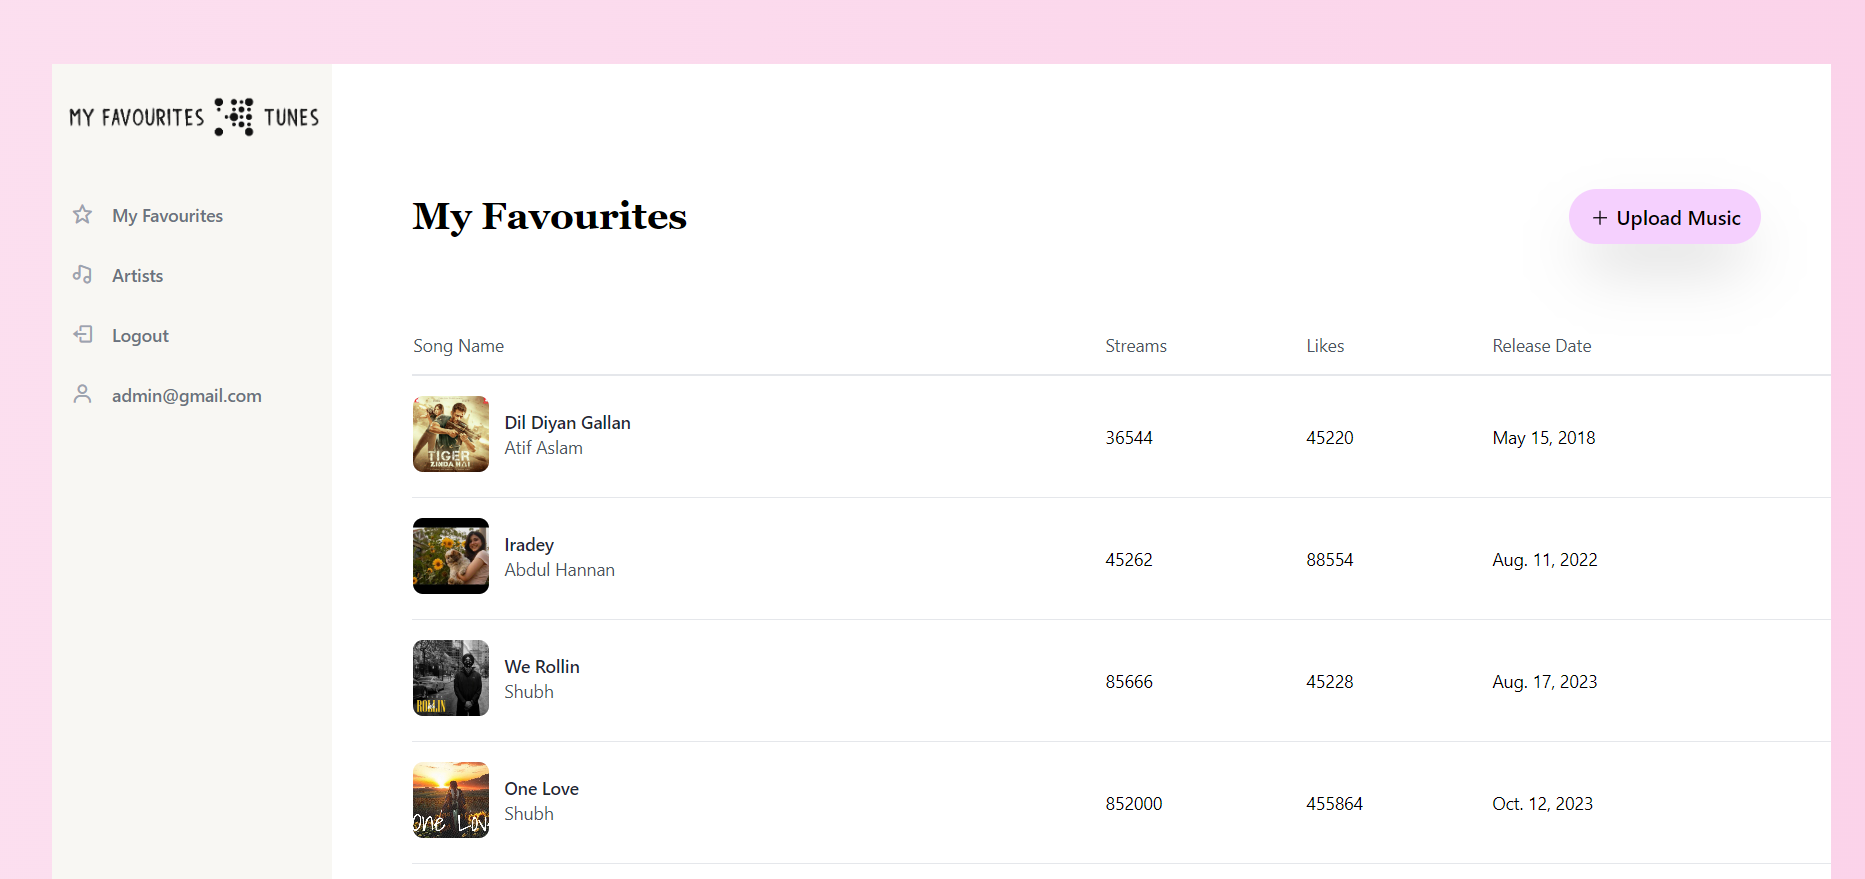 MY FAVOURITES TUNES
My Favourites
Artists
Logout
admin@gmail.com
My Favourites
+ Upload Music
Song Name Streams Likes Release Date
TIGER
ZINDA HAI
Dil Diyan Gallan
Atif Aslam
36544 45220 May 15, 2018
Iradey
Abdul Hannan
45262 88554 Aug. 11, 2022
ROLLIN
We Rollin
Shubh
85666 45228 Aug. 17, 2023
One Love
One Love
Shubh
852000 455864 Oct. 12, 2023